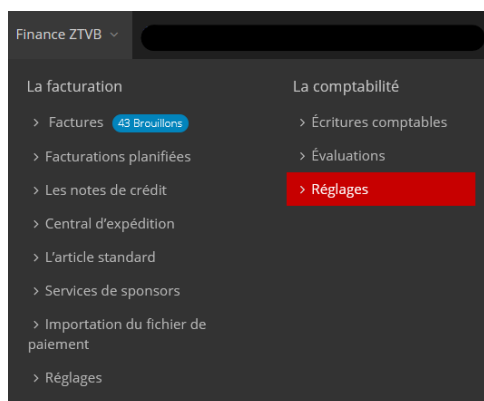 Finance ZTVB
La facturation
Factures 43 Brouillons
Facturations planifiées
Les notes de crédit
Central d'expédition
L'article standard
Services de sponsors
Importation du fichier de
paiement
Réglages
La comptabilité
Écritures comptables
Évaluations
Réglages